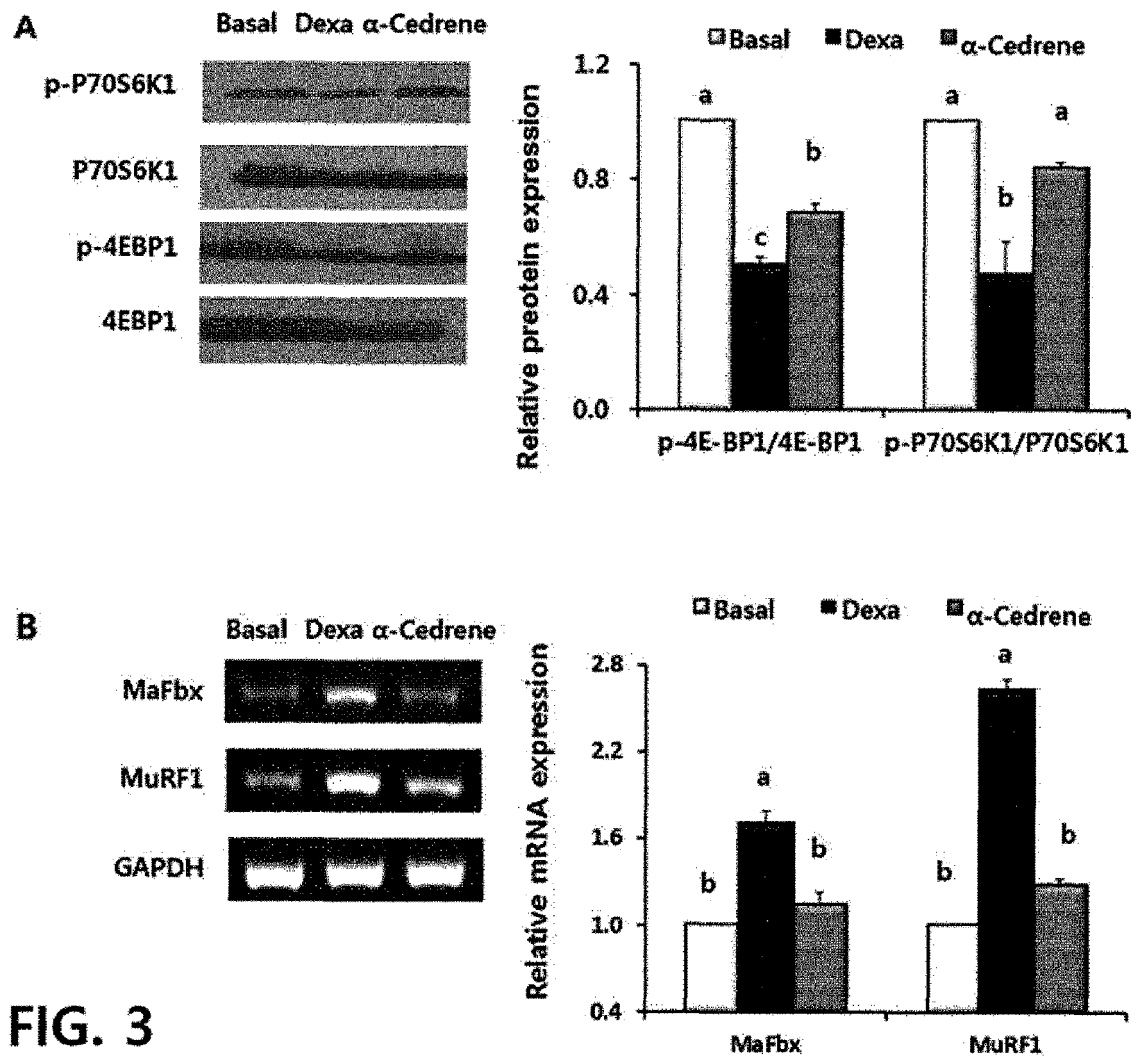 A
Basal Dexa α-Cedrene
p-P70S6K1
P70S6K1
p-4EBP1
4EBP1
Basal Dexa α-Cedrene
Relative preotein expression
1.2
0.8
0.4
0.0
a
c
b
a
b
a
p-4E-BP1/4E-BP1 p-P70S6K1/P70S6K1
B
Basal Dexa α-Cedrene
MaFbx
MuRF1
GAPDH
Basal Dexa α-Cedrene
Relative mRNA expression
2.8
2.2
1.6
1.0
0.4
b
a
b
b
a
b
MaFbx MuRF1
FIG. 3